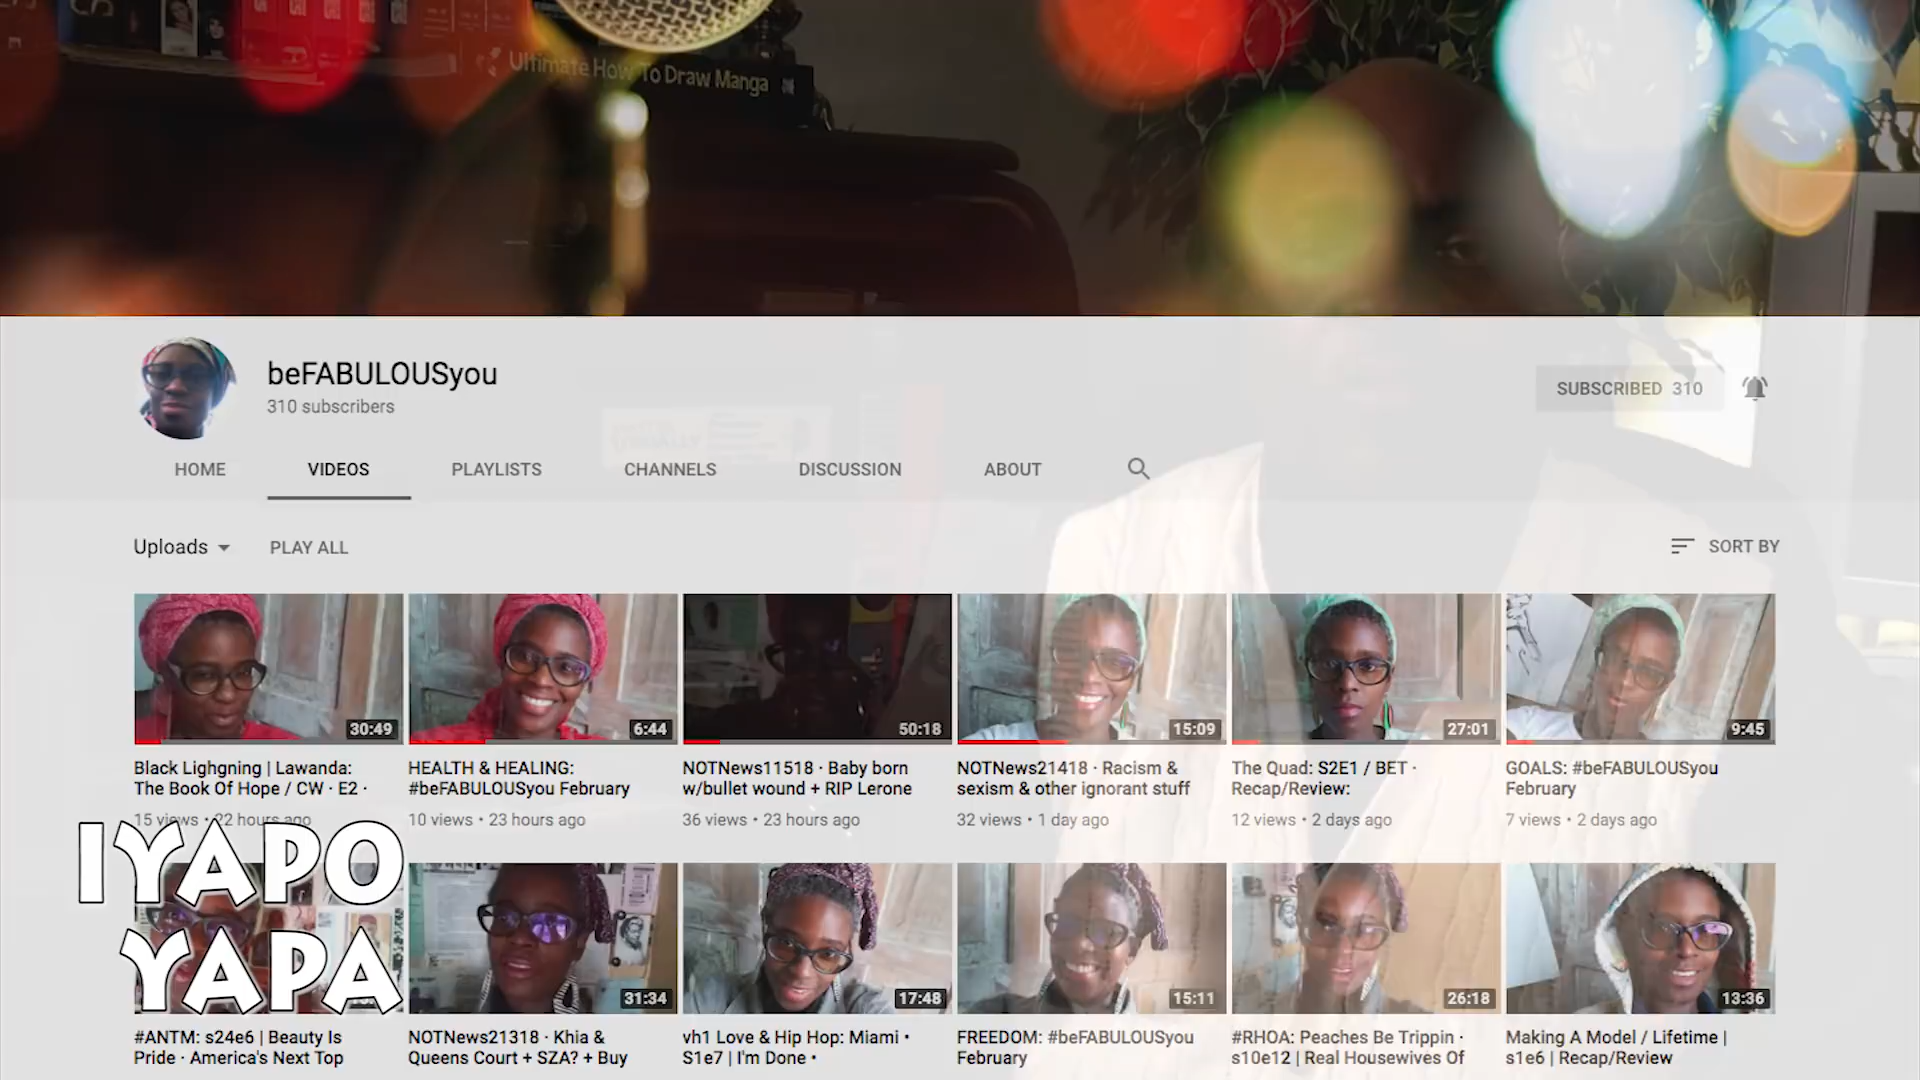 Ultimate How To Draw Manga
beFABULOUSyou
310 subscribers
SUBSCRIBED 310
HOME
VIDEOS
PLAYLISTS
CHANNELS
DISCUSSION
ABOUT
Uploads
PLAY ALL
SORT BY
30:49
6:44
50:18
15:09
27:01
9:45
Black Lighgning | Lawanda:
The Book Of Hope / CW · E2 ·
15 views • 22 hours ago
HEALTH & HEALING:
#beFABULOUSyou February
10 views • 23 hours ago
NOTNews11518 · Baby born
w/bullet wound + RIP Lerone
36 views • 23 hours ago
NOTNews21418 · Racism &
sexism & other ignorant stuff
32 views • 1 day ago
The Quad: S2E1 / BET ·
Recap/Review:
12 views • 2 days ago
GOALS: #beFABULOUSyou
February
7 views • 2 days ago
IYAPO
YAPA
31:34
17:48
15:11
26:18
13:36
#ANTM: s24e6 | Beauty Is
Pride · America's Next Top
NOTNews21318 · Khia &
Queens Court + SZA? + Buy
vh1 Love & Hip Hop: Miami •
S1e7 | I'm Done •
FREEDOM: #beFABULOUSyou
February
#RHOA: Peaches Be Trippin ·
s10e12 | Real Housewives Of
Making A Model / Lifetime |
s1e6 | Recap/Review